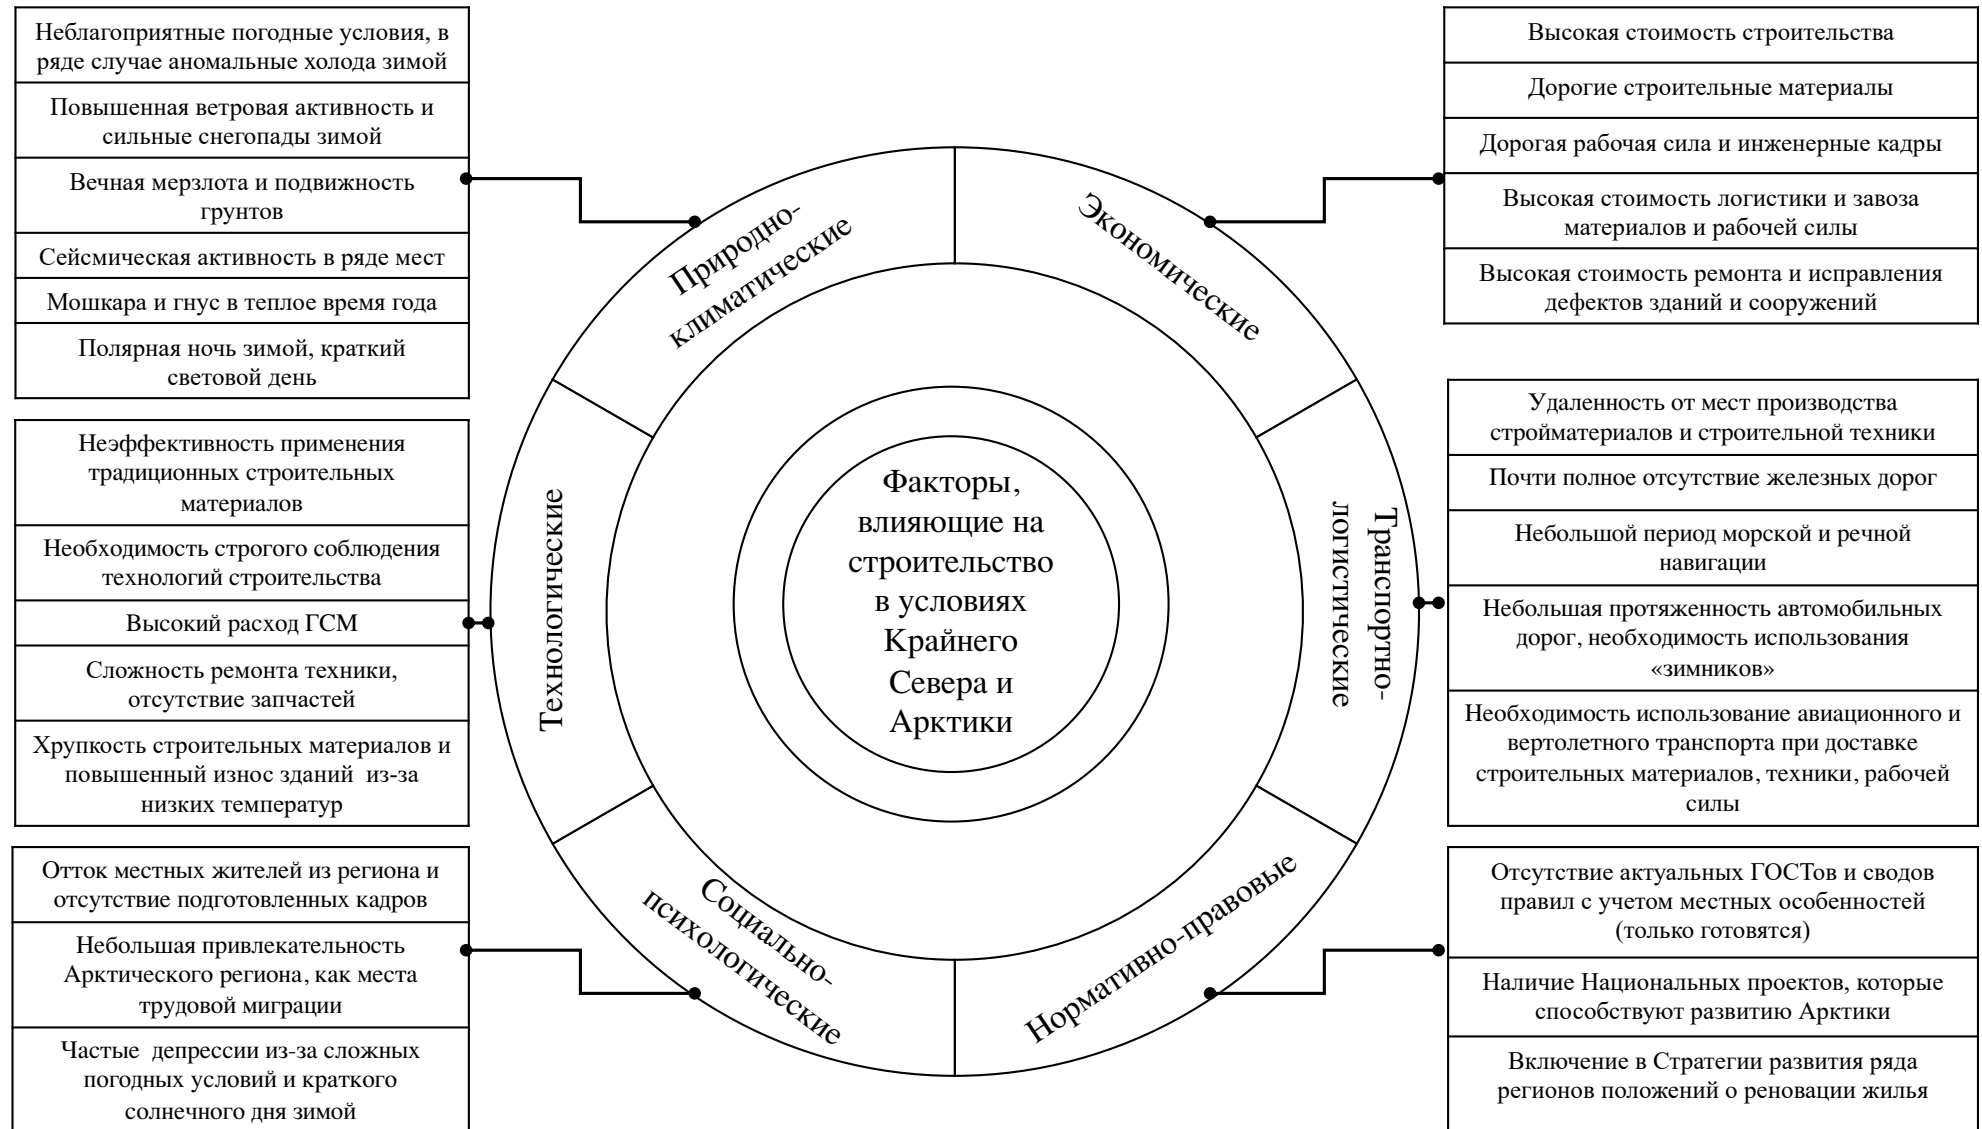 Неблагоприятные погодные условия, в
ряде случае аномальные холода зимой
Повышенная ветровая активность и
сильные снегопады зимой
Вечная мерзлота и подвижность
грунтов
Сейсмическая активность в ряде мест
Мошкара и гнус в теплое время года
Полярная ночь зимой, краткий
световой день
Неэффективность применения
традиционных строительных
материалов
Необходимость строгого соблюдения
технологий строительства
Высокий расход ГСМ
Сложность ремонта техники,
отсутствие запчастей
Хрупкость строительных материалов и
повышенный износ зданий из-за
низких температур
Отток местных жителей из региона и
отсутствие подготовленных кадров
Небольшая привлекательность
Арктического региона, как места
трудовой миграции
Частые депрессии из-за сложных
погодных условий и краткого
солнечного дня зимой
Природно-
климатические
Экономические
Технологические
Факторы,
влияющие на
строительство
в условиях
Крайнего
Севера и
Арктики
Транспортно-
логистические
Социально-
психологические
Нормативно-правовые
Высокая стоимость строительства
Дорогие строительные материалы
Дорогая рабочая сила и инженерные кадры
Высокая стоимость логистики и завоза
материалов и рабочей силы
Высокая стоимость ремонта и исправления
дефектов зданий и сооружений
Удаленность от мест производства
стройматериалов и строительной техники
Почти полное отсутствие железных дорог
Небольшой период морской и речной
навигации
Небольшая протяженность автомобильных
дорог, необходимость использования
«зимников»
Необходимость использование авиационного и
вертолетного транспорта при доставке
строительных материалов, техники, рабочей
силы
Отсутствие актуальных ГОСТов и сводов
правил с учетом местных особенностей
(только готовятся)
Наличие Национальных проектов, которые
способствуют развитию Арктики
Включение в Стратегии развития ряда
регионов положений о реновации жилья